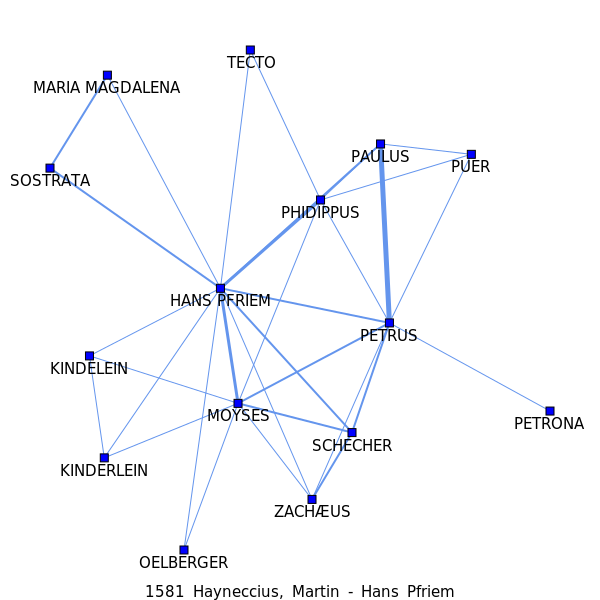 TECTO
MARIA MAGDALENA
PAULUS
PUER
SOSTRATA
PHIDIPPUS
HANS PFRIEM
PETRUS
KINDELEIN
MOYSES
PETRONA
SCHECHER
KINDERLEIN
ZACHÆUS
OELBERGER
1581 Hayneccius, Martin - Hans Pfriem